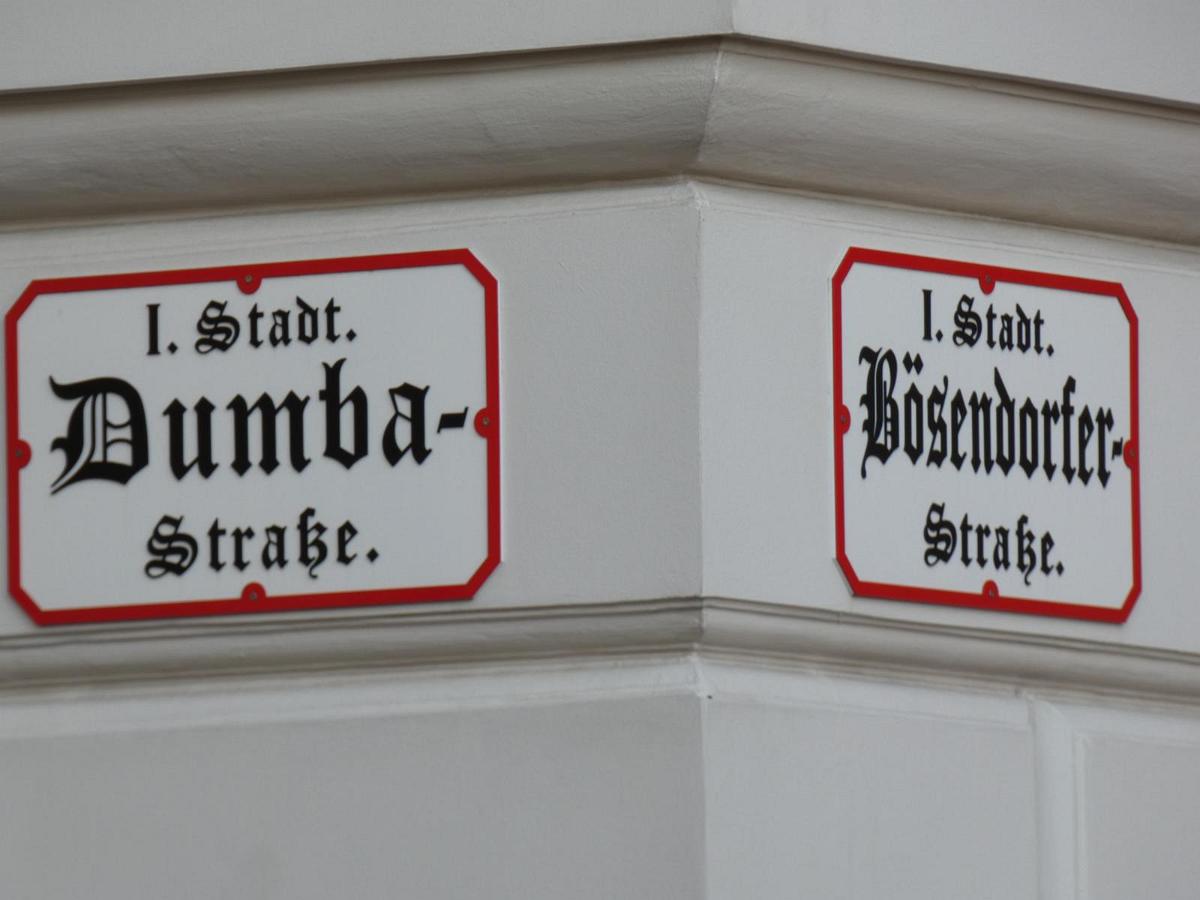 I. Stadt.
Dumba-
Straße.
I. Stadt.
Bösendorfer-
Straße.